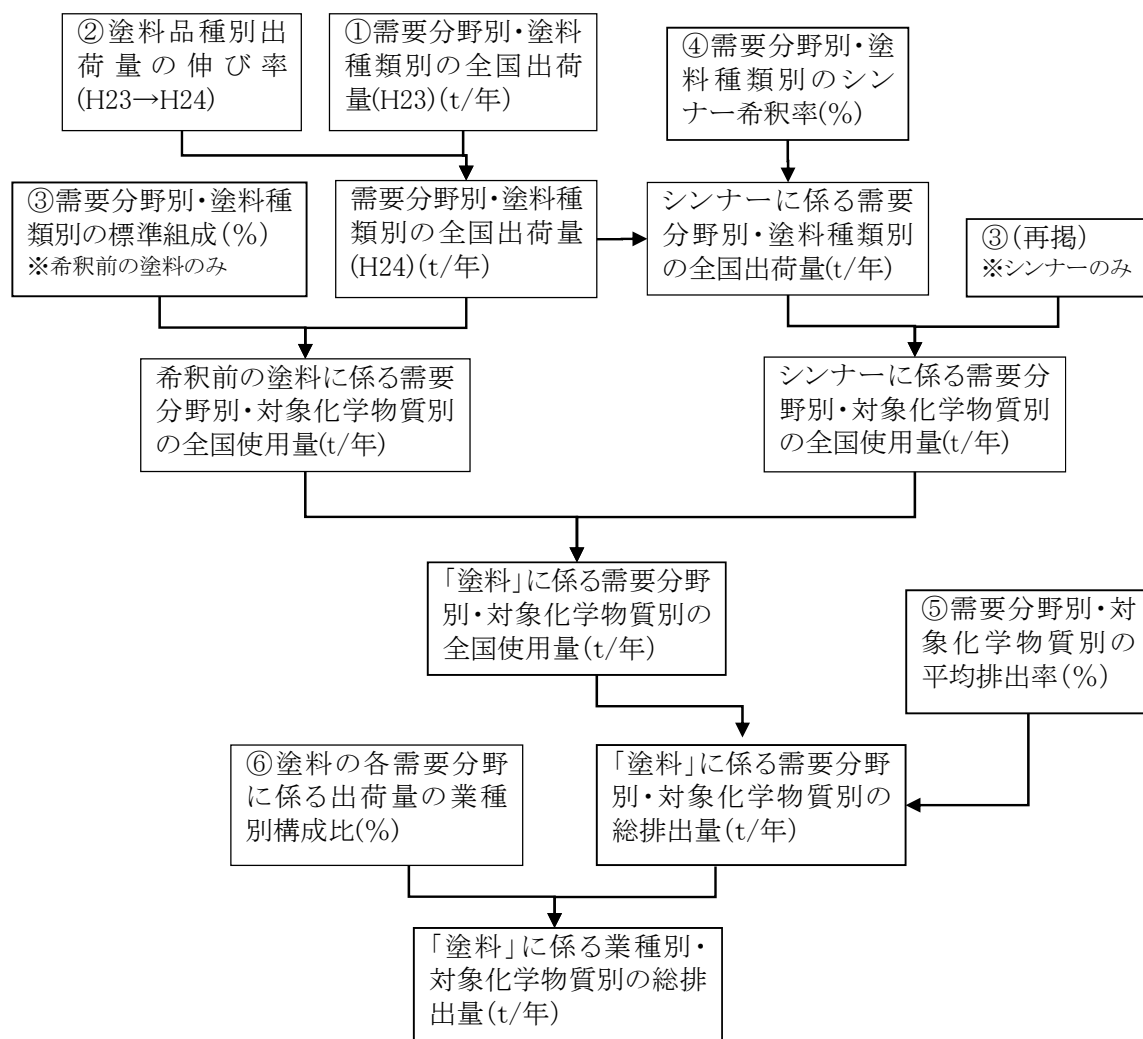 ②塗料品種別出
荷量の伸び率
(H23→H24)
①需要分野別・塗料
種類別の全国出荷
量(H23)(t/年)
④需要分野別・塗
料種類別のシン
ナー希釈率(%)
③需要分野別・塗料種
類別の標準組成(%)
※希釈前の塗料のみ
需要分野別・塗料種
類別の全国出荷量
(H24)(t/年)
シンナーに係る需要
分野別・塗料種類別
の全国出荷量(t/年)
③(再掲)
※シンナーのみ
希釈前の塗料に係る需要
分野別・対象化学物質別
の全国使用量(t/年)
シンナーに係る需要分
野別・対象化学物質別
の全国使用量(t/年)
「塗料」に係る需要分野
別・対象化学物質別の
全国使用量(t/年)
⑤需要分野別・対
象化学物質別の
平均排出率(%)
⑥塗料の各需要分野
に係る出荷量の業種
別構成比(%)
「塗料」に係る需要分野
別・対象化学物質別の
総排出量(t/年)
「塗料」に係る業種別・
対象化学物質別の総排
出量(t/年)